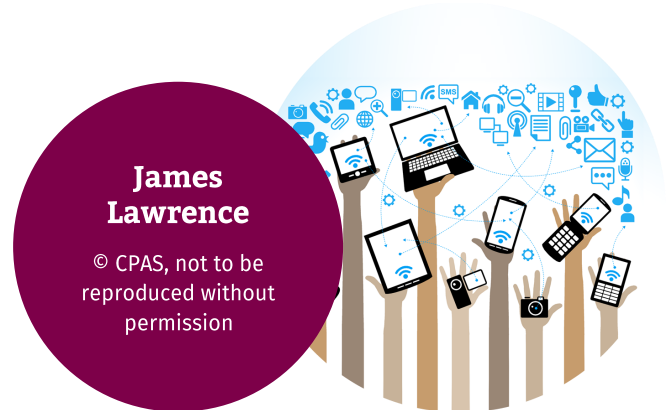 James
Lawrence
© CPAS, not to be
reproduced without
permission
SMS